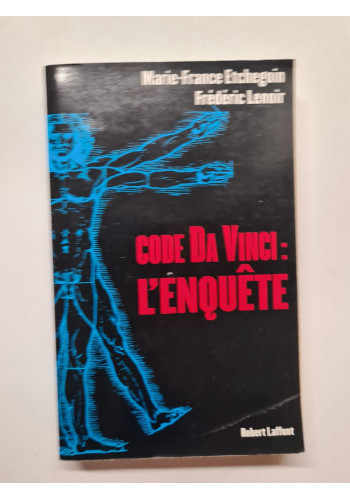 Marie-France Etchegoin
Frédéric Lenoir
CODE DA VINCI :
L'ENQUÊTE
Robert Laffont